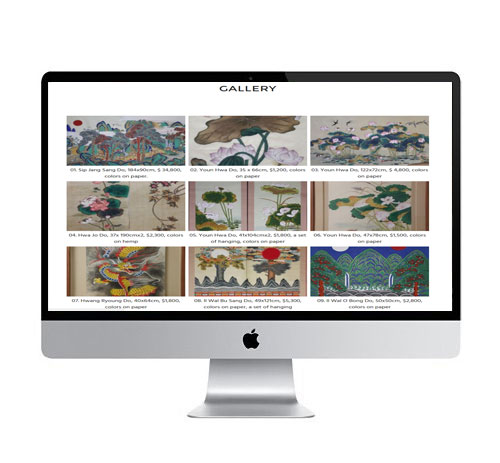 GALLERY
01. Sip Jang Sang Do, 184x90cm, $ 34,800,
colors on paper.
02. Youn Hwa Do, 35 x 66cm, $1,200, colors
on paper
03. Youn Hwa Do, 122x72cm, $ 4,800, colors
on paper
04. Hwa Jo Do, 37x 190cmx2, $2,300, colors
on hemp
05. Youn Hwa Do, 41x104cmx2, $1,800, a set
of hanging, colors on paper
06. Youn Hwa Do, 47x78cm, $1,500, colors
on paper
07. Hwang Ryoung Do, 40x64cm, $1,800,
colors on paper
08. Il Wal Bu Sang Do, 49x121cm, $5,300,
colors on paper, a set of hanging
09. Il Wal O Bong Do, 50x50cm, $2,800,
colors on paper